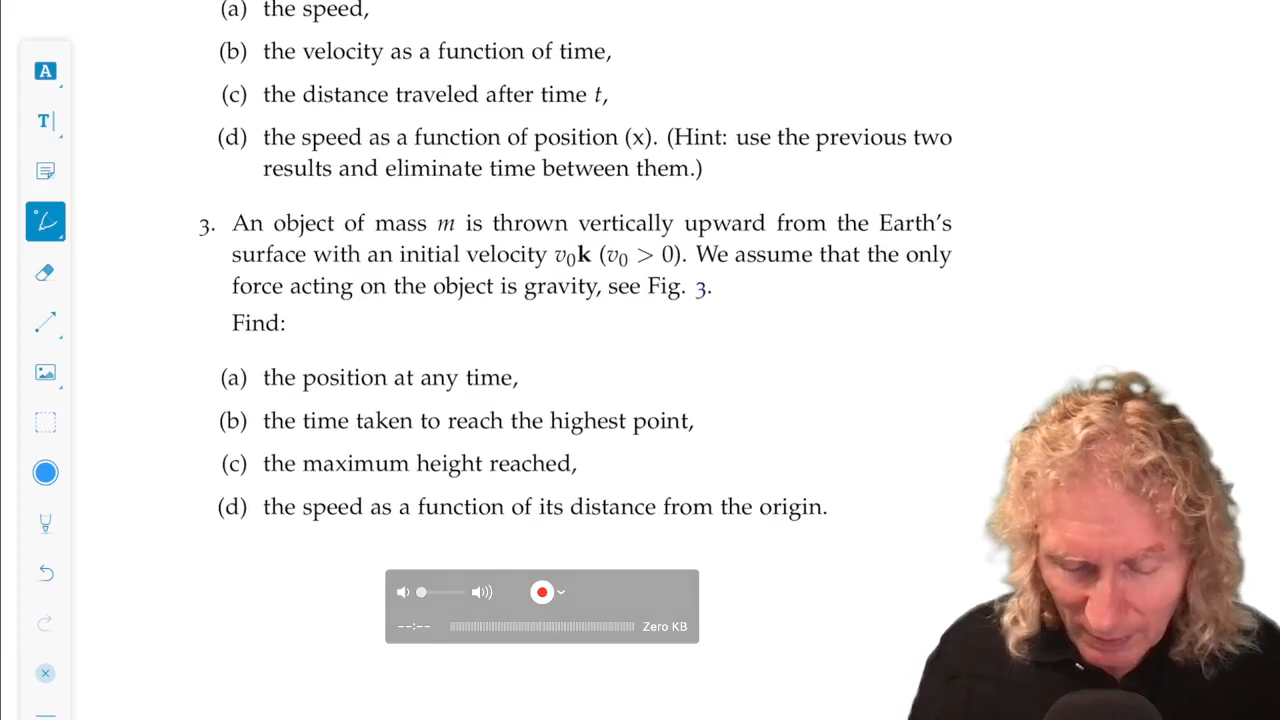 (a) the speed,
(b) the velocity as a function of time,
(c) the distance traveled after time t,
(d) the speed as a function of position (x). (Hint: use the previous two
results and eliminate time between them.)
3. An object of mass m is thrown vertically upward from the Earth's
surface with an initial velocity v₀k (v₀ > 0). We assume that the only
force acting on the object is gravity, see Fig. 3.
Find:
(a) the position at any time,
(b) the time taken to reach the highest point,
(c) the maximum height reached,
(d) the speed as a function of its distance from the origin.
--:-- Zero KB
A
T